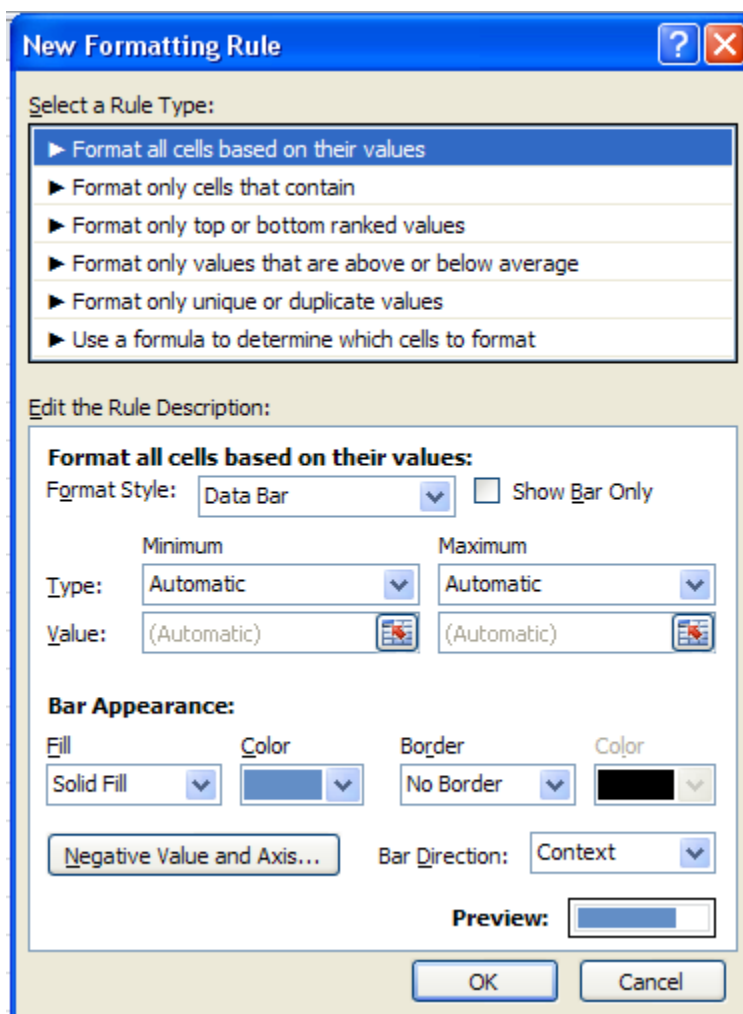 New Formatting Rule ?
Select a Rule Type:
► Format all cells based on their values
► Format only cells that contain
► Format only top or bottom ranked values
► Format only values that are above or below average
► Format only unique or duplicate values
► Use a formula to determine which cells to format
Edit the Rule Description:
Format all cells based on their values:
Format Style: Data Bar Show Bar Only
Minimum Maximum
Type: Automatic Automatic
Value: (Automatic) (Automatic)
Bar Appearance:
Fill Color Border Color
Solid Fill No Border
Negative Value and Axis... Bar Direction: Context
Preview:
OK Cancel